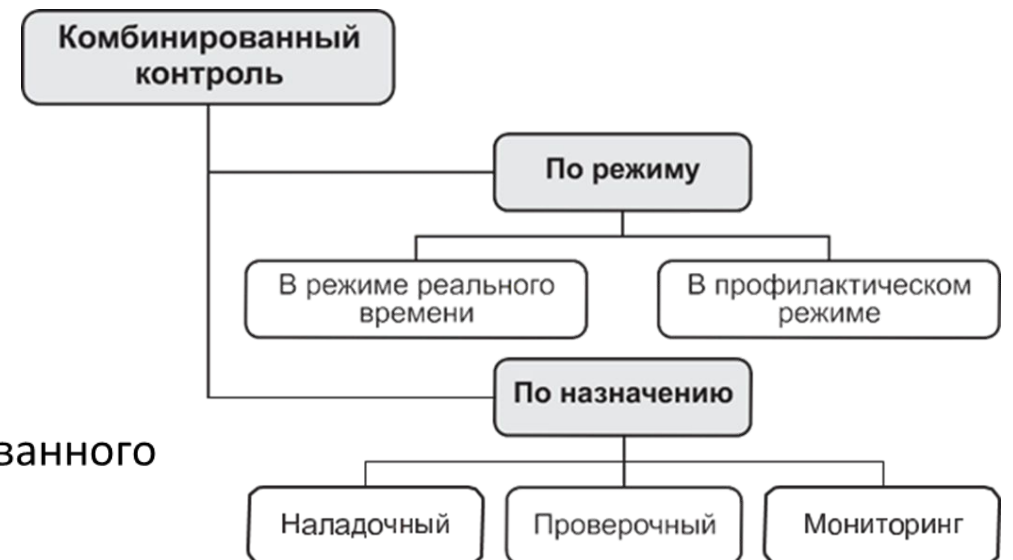 Комбинированный
контроль
По режиму
В режиме реального
времени
В профилактическом
режиме
По назначению
ванного
Наладочный
Проверочный
Мониторинг